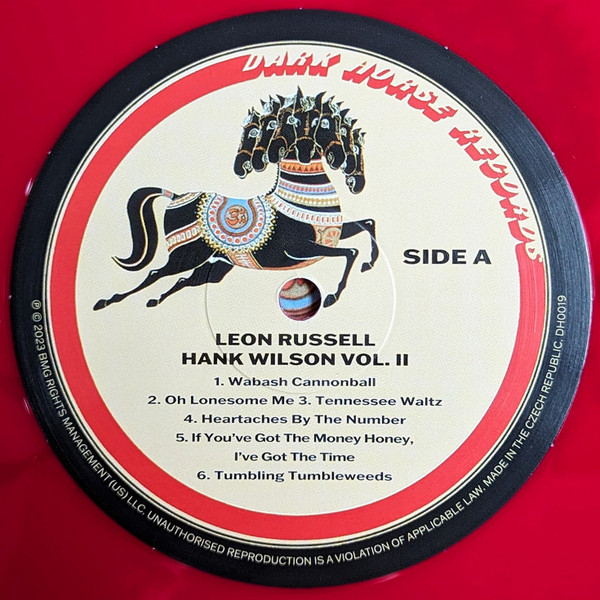 DARK HORSE RECORDS
SIDE A
LEON RUSSELL
HANK WILSON VOL. II
1. Wabash Cannonball
2. Oh Lonesome Me 3. Tennessee Waltz
4. Heartaches By The Number
5. If You've Got The Money Honey,
I've Got The Time
6. Tumbling Tumbleweeds
℗ © 2023 BMG RIGHTS MANAGEMENT (US) LLC. UNAUTHORISED REPRODUCTION IS A VIOLATION OF APPLICABLE LAW. MADE IN THE CZECH REPUBLIC. DH0019